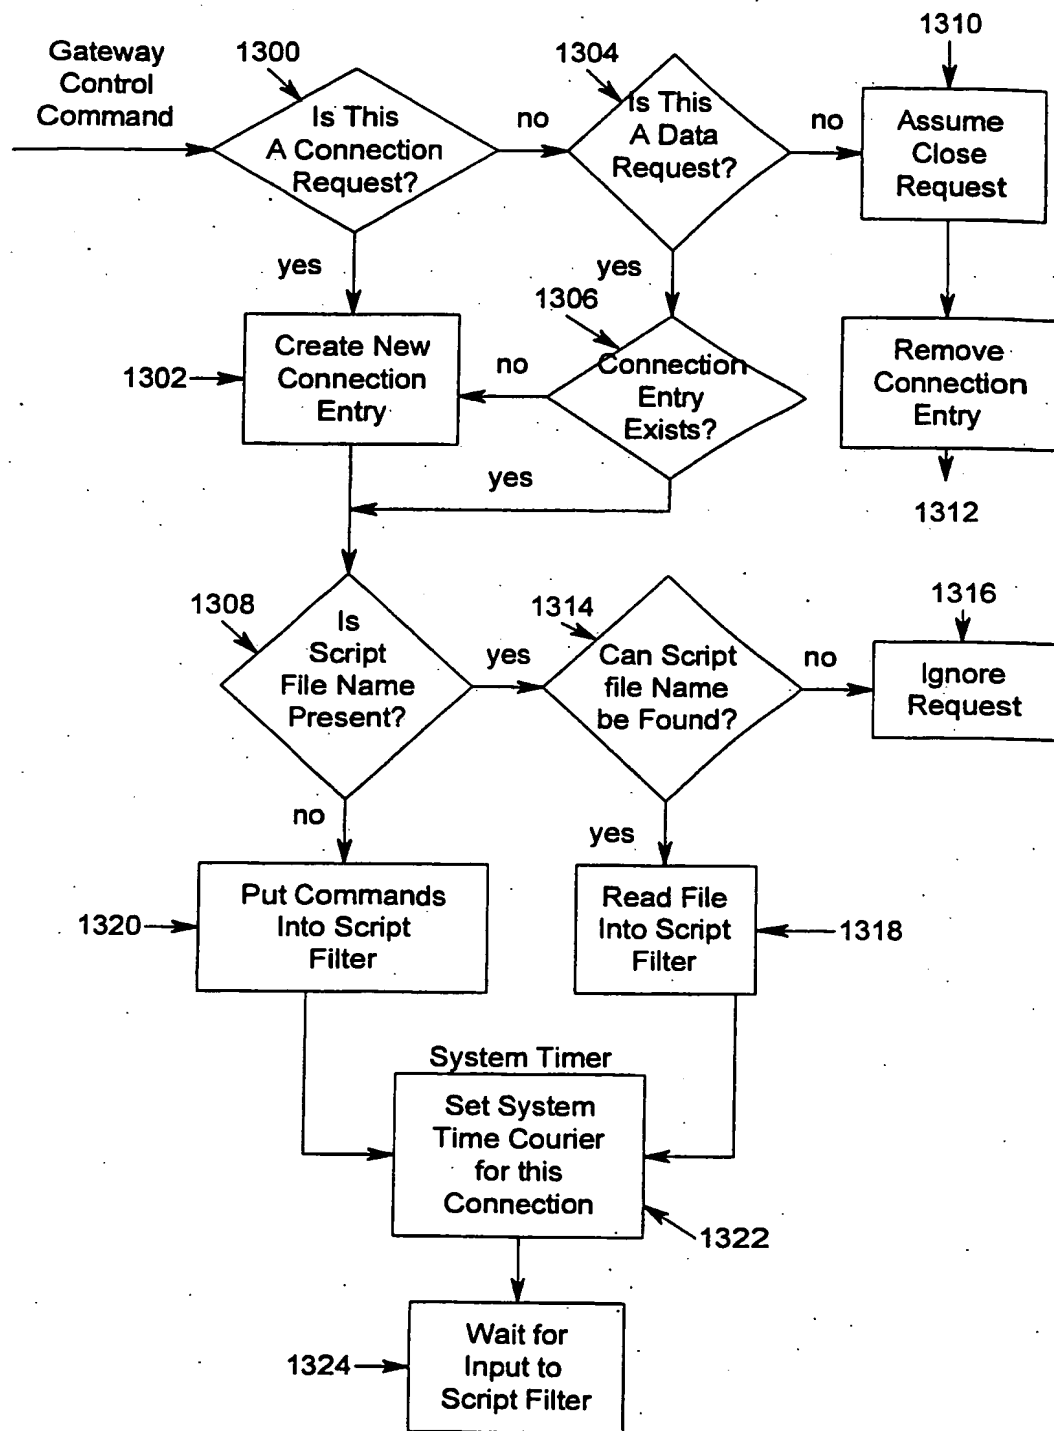 1310
1300
1304
Gateway
Control
Command
Is This
A Connection
Request?
no
Is This
A Data
Request?
no
Assume
Close
Request
yes
yes
1306
1302
Create New
Connection
Entry
no
Connection
Entry
Exists?
Remove
Connection
Entry
yes
1312
1308
Is
Script
File Name
Present?
yes
1314
Can Script
file Name
be Found?
no
1316
Ignore
Request
no
yes
1320
Put Commands
Into Script
Filter
Read File
Into Script
Filter
1318
System Timer
Set System
Time Courier
for this
Connection
1322
1324
Wait for
Input to
Script Filter